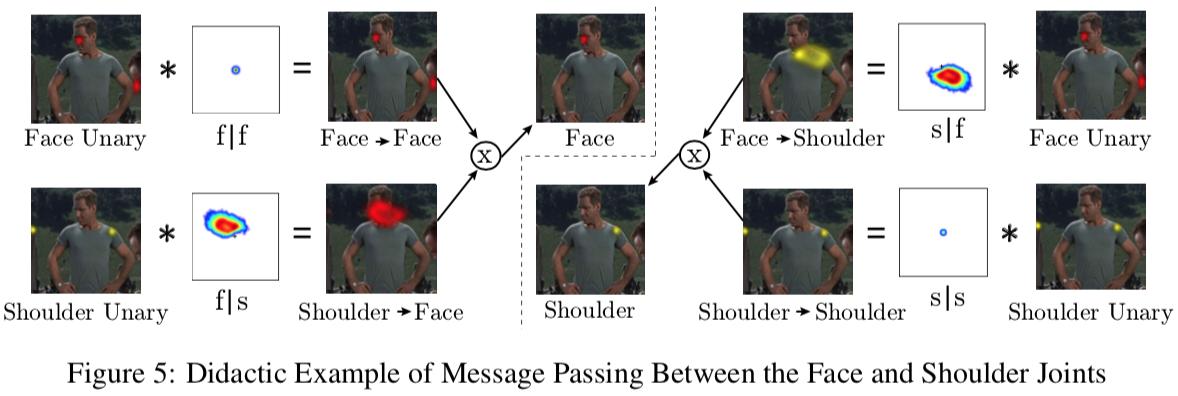 * = * =
Face Unary f|f Face → Face Face Face → Shoulder s|f Face Unary
X X
* = = *
Shoulder Unary f|s Shoulder → Face Shoulder Shoulder → Shoulder s|s Shoulder Unary
Figure 5: Didactic Example of Message Passing Between the Face and Shoulder Joints